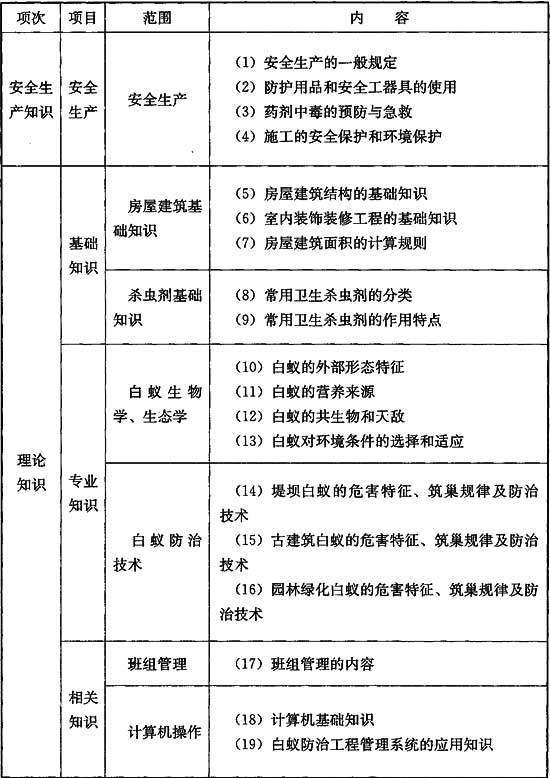 项次 项目 范围 内 容
安全生产知识
安全生产
安全生产
(1) 安全生产的一般规定
(2) 防护用品和安全工器具的使用
(3) 药剂中毒的预防与急救
(4) 施工的安全保护和环境保护
理论知识
基础知识
房屋建筑基
础知识
(5) 房屋建筑结构的基础知识
(6) 室内装饰装修工程的基础知识
(7) 房屋建筑面积的计算规则
杀虫剂基础
知识
(8) 常用卫生杀虫剂的分类
(9) 常用卫生杀虫剂的作用特点
专业知识
白蚁生物
学、生态学
(10) 白蚁的外部形态特征
(11) 白蚁的营养来源
(12) 白蚁的共生物和天敌
(13) 白蚁对环境条件的选择和适应
白蚁防治
技术
(14) 堤坝白蚁的危害特征、筑巢规律及防治
技术
(15) 古建筑白蚁的危害特征、筑巢规律及防治
技术
(16) 园林绿化白蚁的危害特征、筑巢规律及防
治技术
相关知识
班组管理
(17) 班组管理的内容
计算机操作
(18) 计算机基础知识
(19) 白蚁防治工程管理系统的应用知识